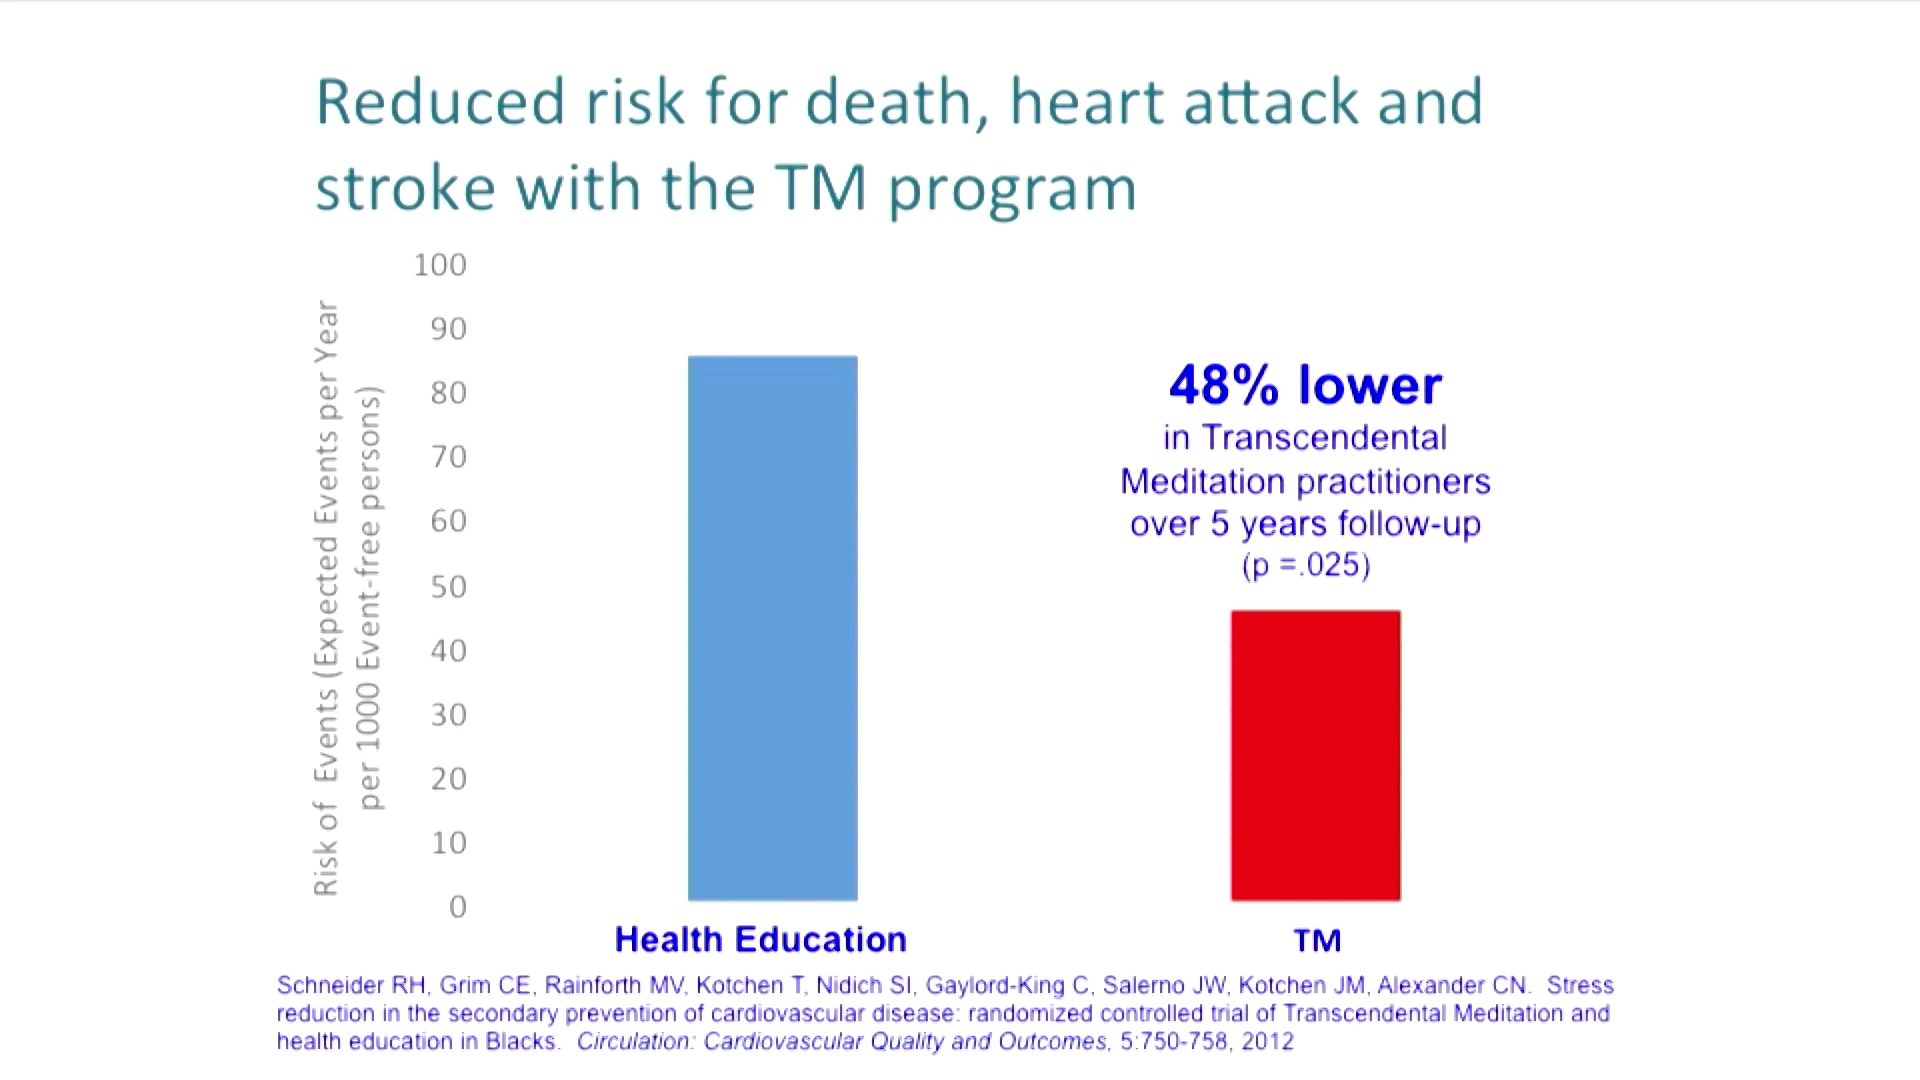 Reduced risk for death, heart attack and
stroke with the TM program
Risk of Events (Expected Events per Year
per 1000 Event-free persons)
100
90
80
70
60
50
40
30
20
10
0
48% lower
in Transcendental
Meditation practitioners
over 5 years follow-up
(p =.025)
Health Education
TM
Schneider RH, Grim CE, Rainforth MV, Kotchen T, Nidich SI, Gaylord-King C, Salerno JW, Kotchen JM, Alexander CN. Stress
reduction in the secondary prevention of cardiovascular disease: randomized controlled trial of Transcendental Meditation and
health education in Blacks. Circulation: Cardiovascular Quality and Outcomes, 5:750-758, 2012